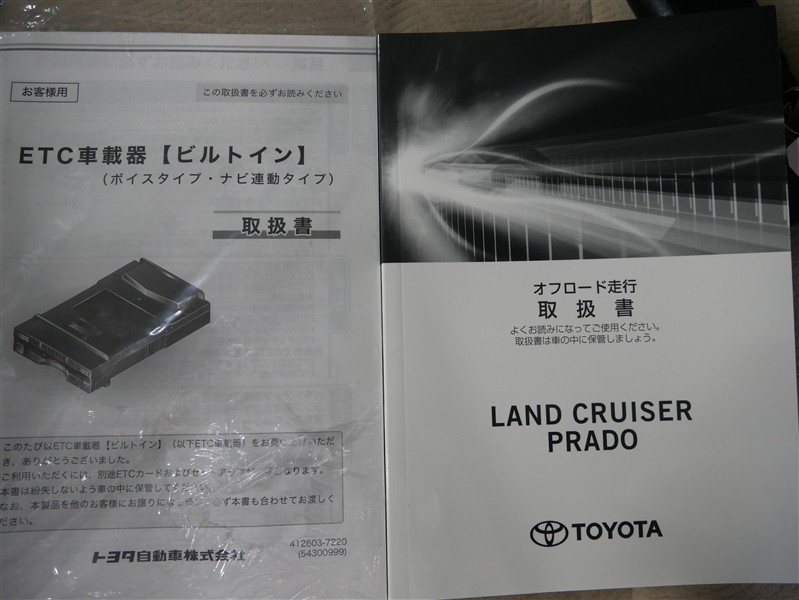 お客様用
この取扱書を必ずお読みください
ETC車載器【ビルトイン】
(ボイスタイプ・ナビ連動タイプ)
取扱書
このたびはETC車載器【ビルトイン】(以下ETC車載器)をお買い上げいただ
き、ありがとうございました。
ご利用いただくには、別途ETCカードおよびセットアップが必要となります。
本書は紛失しないよう車の中に保管してください。
なお、本製品を他のお客様にお譲りになる 必ず本書も合わせてお渡しく
ださい。
トヨタ自動車株式会社
412603-7220
(54300999)
オフロード走行
取扱書
よくお読みになってご使用ください。
取扱書は車の中に保管しましょう。
LAND CRUISER
PRADO
TOYOTA